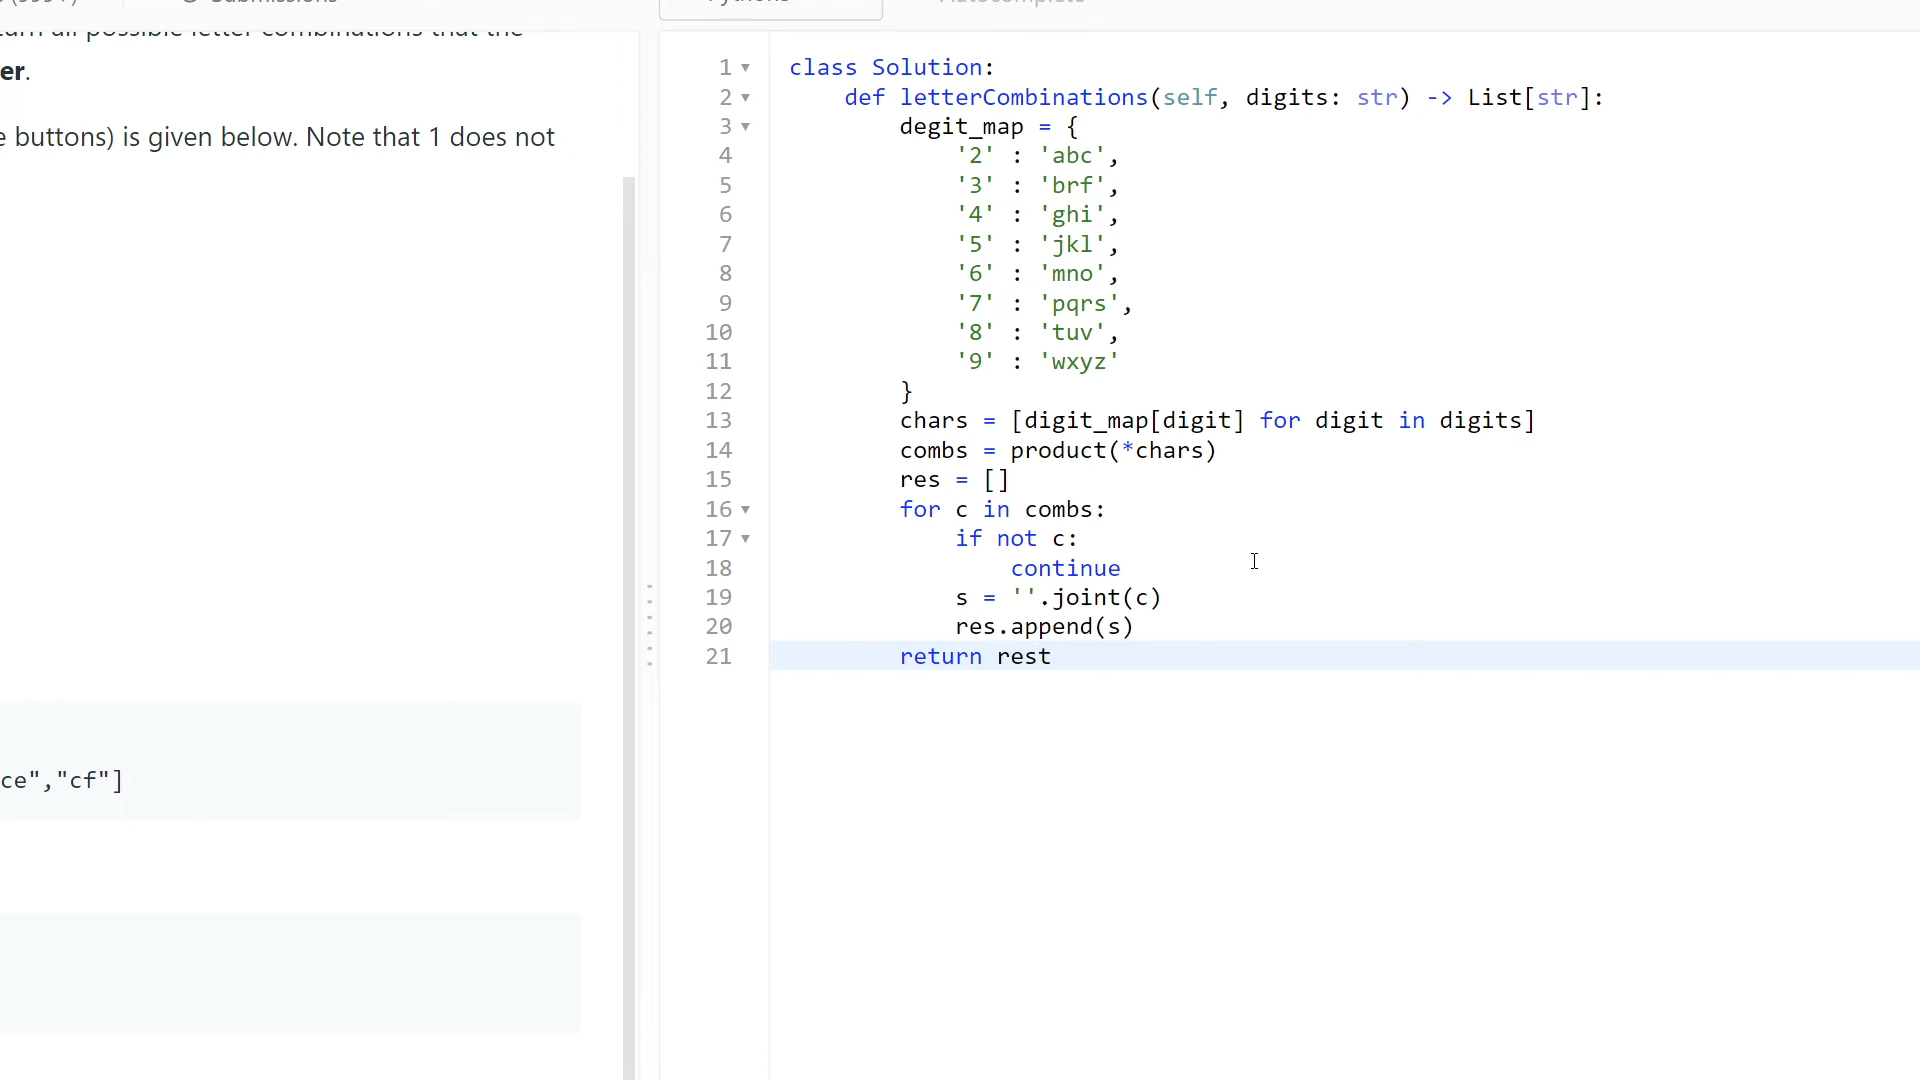 Submissions
er.
e buttons) is given below. Note that 1 does not
ce","cf"]
1 class Solution:
2 def letterCombinations(self, digits: str) -> List[str]:
3 degit_map = {
4 '2' : 'abc',
5 '3' : 'brf',
6 '4' : 'ghi',
7 '5' : 'jkl',
8 '6' : 'mno',
9 '7' : 'pqrs',
10 '8' : 'tuv',
11 '9' : 'wxyz'
12 }
13 chars = [digit_map[digit] for digit in digits]
14 combs = product(*chars)
15 res = []
16 for c in combs:
17 if not c:
18 continue
19 s = ''.joint(c)
20 res.append(s)
21 return rest